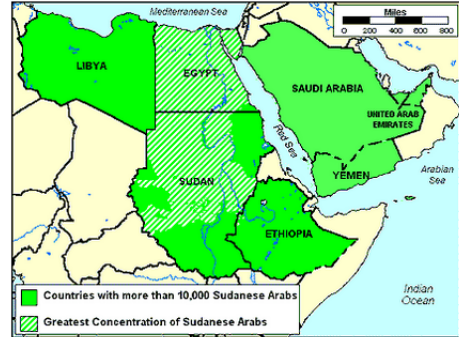 Mediterranean Sea
Miles
0 200 400 600 800
LIBYA
EGYPT
SAUDI ARABIA
UNITED ARAB
EMIRATES
Red Sea
YEMEN
Arabian
Sea
SUDAN
ETHIOPIA
Indian
Ocean
Countries with more than 10,000 Sudanese Arabs
Greatest Concentration of Sudanese Arabs